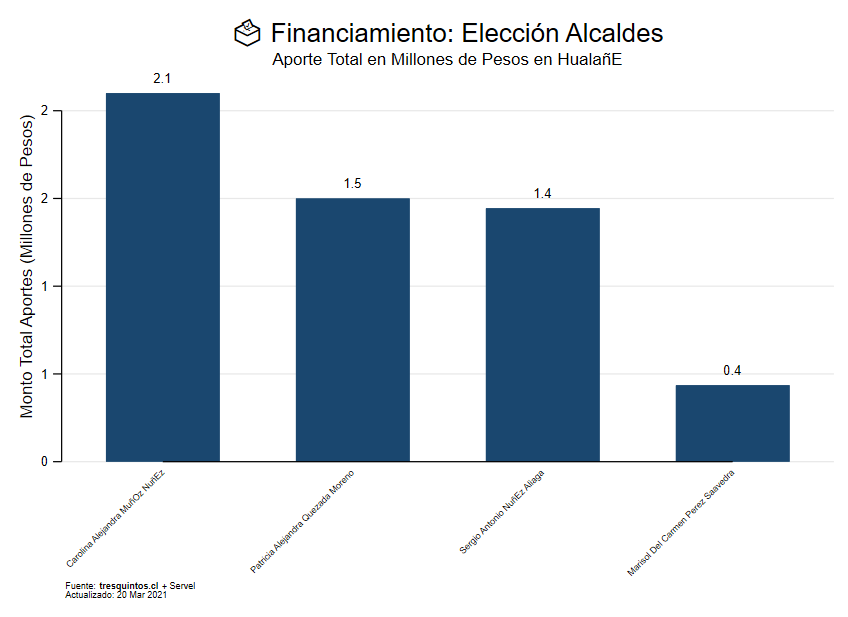 Financiamiento: Elección Alcaldes
Aporte Total en Millones de Pesos en HualañE
Monto Total Aportes (Millones de Pesos)
2
2
1
1
0
2.1
1.5
1.4
0.4
Carolina Alejandra MuñOz NuñEz
Patricia Alejandra Quezada Moreno
Sergio Antonio NuñEz Aliaga
Marisol Del Carmen Perez Saavedra
Fuente: tresquintos.cl + Servel
Actualizado: 20 Mar 2021